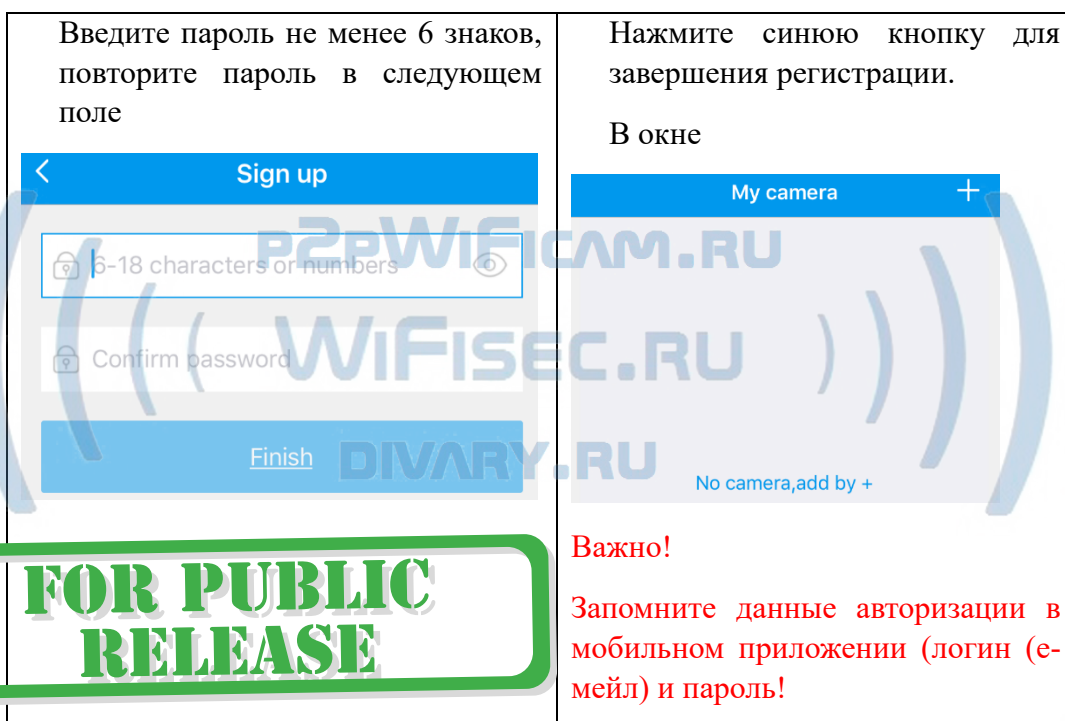 Введите пароль не менее 6 знаков,
повторите пароль в следующем
поле
Sign up
6-18 characters or numbers
Confirm password
Finish
FOR PUBLIC
RELEASE
Нажмите синюю кнопку для
завершения регистрации.
В окне
My camera
No camera,add by +
Важно!
Запомните данные авторизации в
мобильном приложении (логин (е-
мейл) и пароль!
P2PWIFICAM.RU
WIFISEC.RU
DIVARY.RU